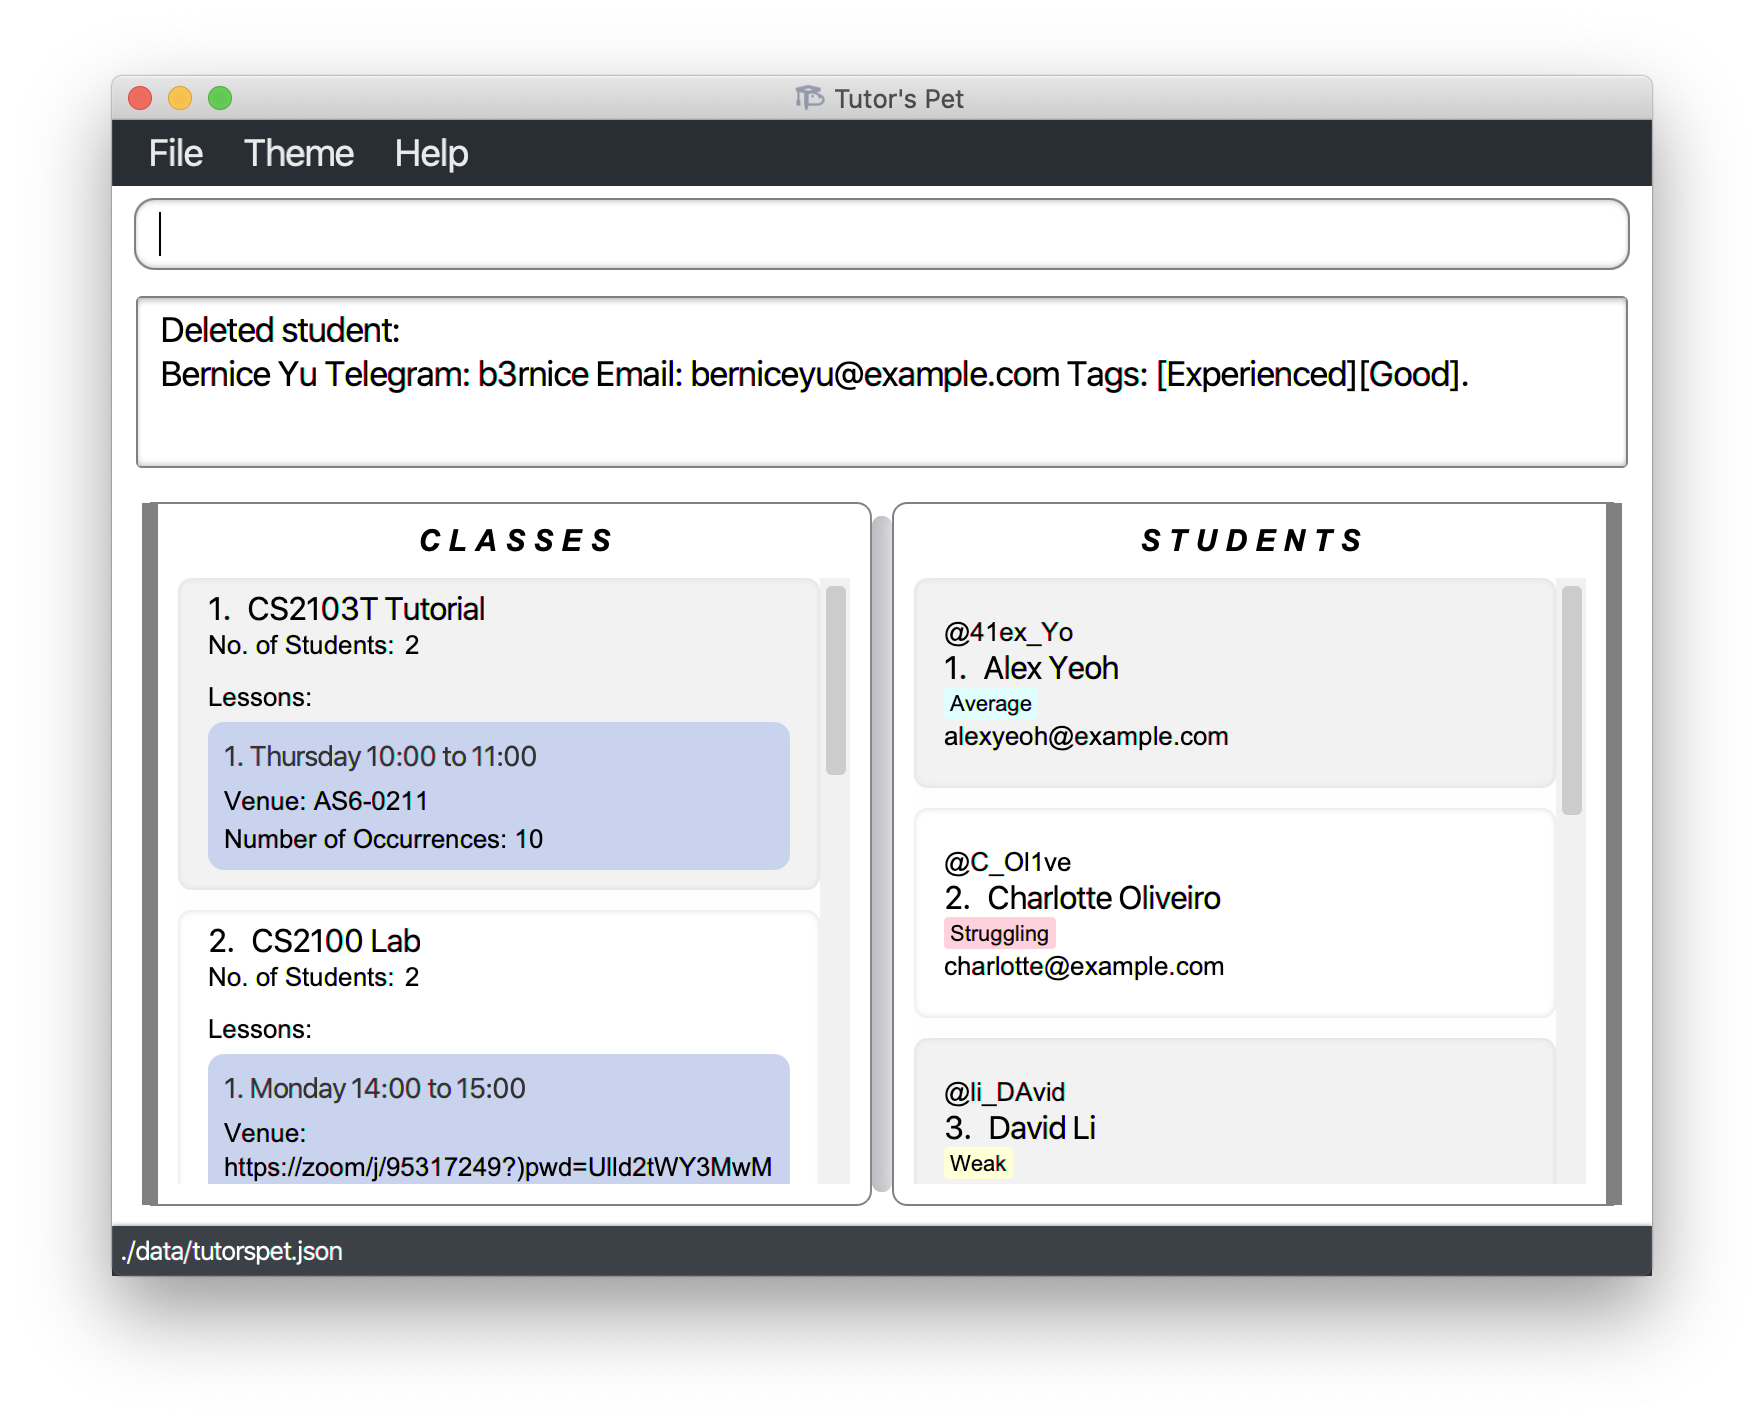 Tutor's Pet
File Theme Help
Deleted student:
Bernice Yu Telegram: b3rnice Email: berniceyu@example.com Tags: [Experienced][Good].
CLASSES
1. CS2103T Tutorial
No. of Students: 2
Lessons:
1. Thursday 10:00 to 11:00
Venue: AS6-0211
Number of Occurrences: 10
2. CS2100 Lab
No. of Students: 2
Lessons:
1. Monday 14:00 to 15:00
Venue:
https://zoom/j/95317249?)pwd=Ulld2tWY3MwM
STUDENTS
@41ex_Yo
1. Alex Yeoh
Average
alexyeoh@example.com
@C_Ol1ve
2. Charlotte Oliveiro
Struggling
charlotte@example.com
@li_DAvid
3. David Li
Weak
./data/tutorspet.json